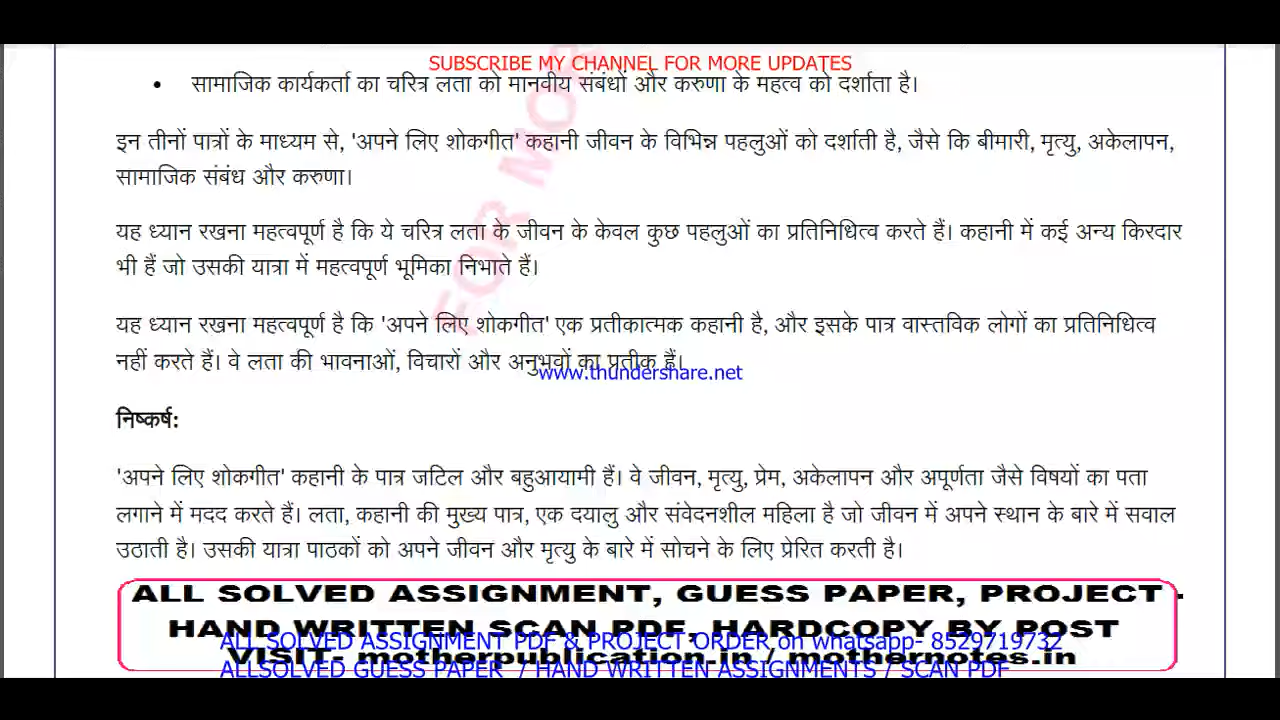 SUBSCRIBE MY CHANNEL FOR MORE UPDATES
• सामाजिक कार्यकर्ता का चरित्र लता को मानवीय संबंधों और करुणा के महत्व को दर्शाता है।
इन तीनों पात्रों के माध्यम से, 'अपने लिए शोकगीत' कहानी जीवन के विभिन्न पहलुओं को दर्शाती है, जैसे कि बीमारी, मृत्यु, अकेलापन,
सामाजिक संबंध और करुणा।
यह ध्यान रखना महत्वपूर्ण है कि ये चरित्र लता के जीवन के केवल कुछ पहलुओं का प्रतिनिधित्व करते हैं। कहानी में कई अन्य किरदार
भी हैं जो उसकी यात्रा में महत्वपूर्ण भूमिका निभाते हैं।
FOR MOR
यह ध्यान रखना महत्वपूर्ण है कि 'अपने लिए शोकगीत' एक प्रतीकात्मक कहानी है, और इसके पात्र वास्तविक लोगों का प्रतिनिधित्व
नहीं करते हैं। वे लता की भावनाओं, विचारों और अनुभवों का प्रतीक हैं।
www.thundershare.net
निष्कर्ष:
'अपने लिए शोकगीत' कहानी के पात्र जटिल और बहुआयामी हैं। वे जीवन, मृत्यु, प्रेम, अकेलापन और अपूर्णता जैसे विषयों का पता
लगाने में मदद करते हैं। लता, कहानी की मुख्य पात्र, एक दयालु और संवेदनशील महिला है जो जीवन में अपने स्थान के बारे में सवाल
उठाती है। उसकी यात्रा पाठकों को अपने जीवन और मृत्यु के बारे में सोचने के लिए प्रेरित करती है।
ALL SOLVED ASSIGNMENT, GUESS PAPER, PROJECT -
HAND WRITTEN SCAN PDF, HARDCOPY BY POST
ALL SOLVED ASSIGNMENT PDF & PROJECT ORDER on whatsapp- 8529719732
VISIT- motherpublication.in / mothernotes.in
ALLSOLVED GUESS PAPER / HAND WRITTEN ASSIGNMENTS / SCAN PDF